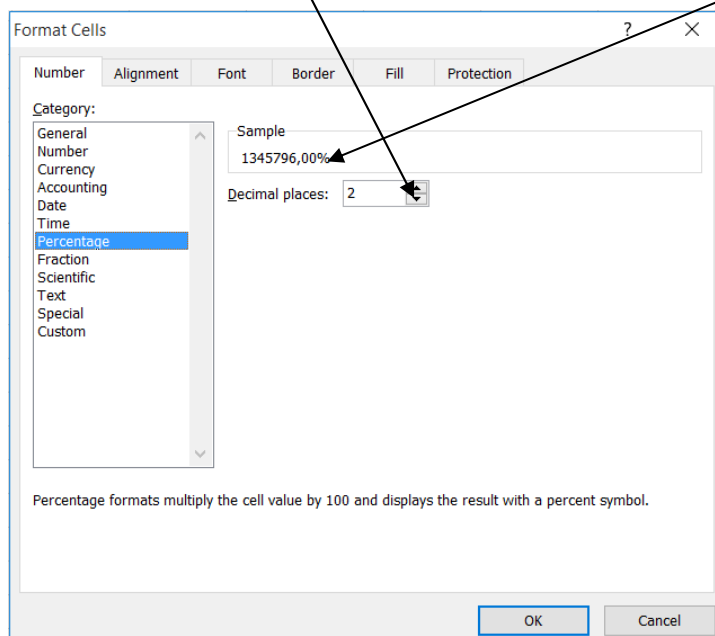 Format Cells ?
Number Alignment Font Border Fill Protection
Category:
General
Number
Currency
Accounting
Date
Time
Percentage
Fraction
Scientific
Text
Special
Custom
Sample
1345796,00%
Decimal places: 2
Percentage formats multiply the cell value by 100 and displays the result with a percent symbol.
OK Cancel